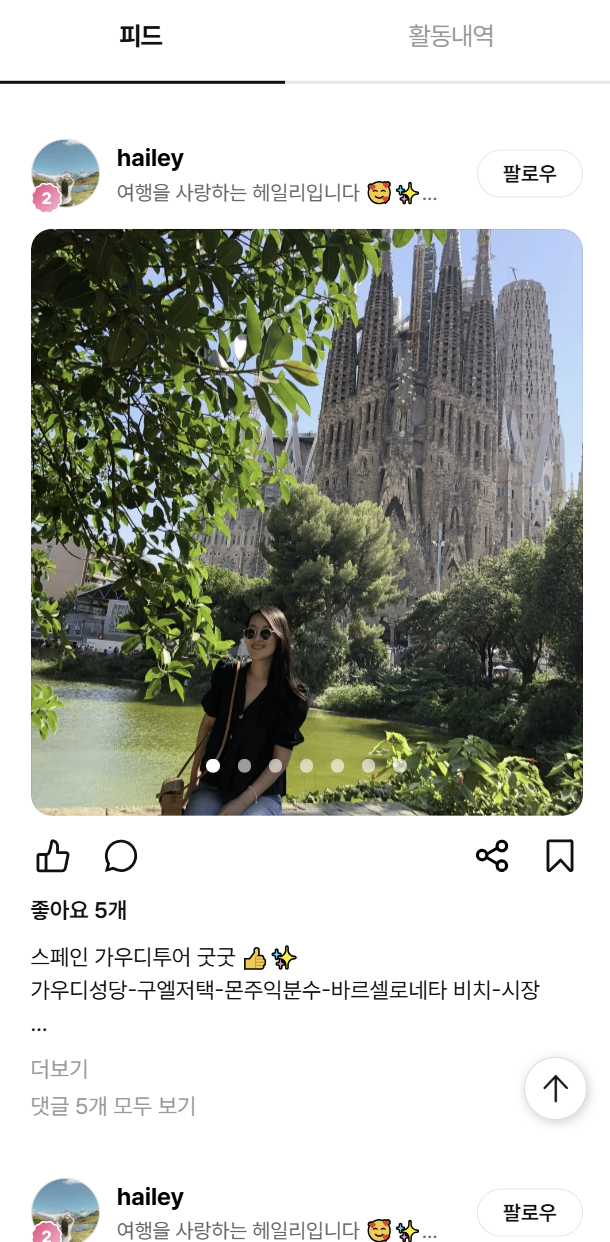 피드
활동내역
hailey
여행을 사랑하는 헤일리입니다 🥰✨...
2
팔로우
좋아요 5개
스페인 가우디투어 굿굿 👍✨
가우디성당-구엘저택-몬주익분수-바르셀로네타 비치-시장
...
더보기
댓글 5개 모두 보기
hailey
여행을 사랑하는 헤일리입니다 🥰✨...
2
팔로우